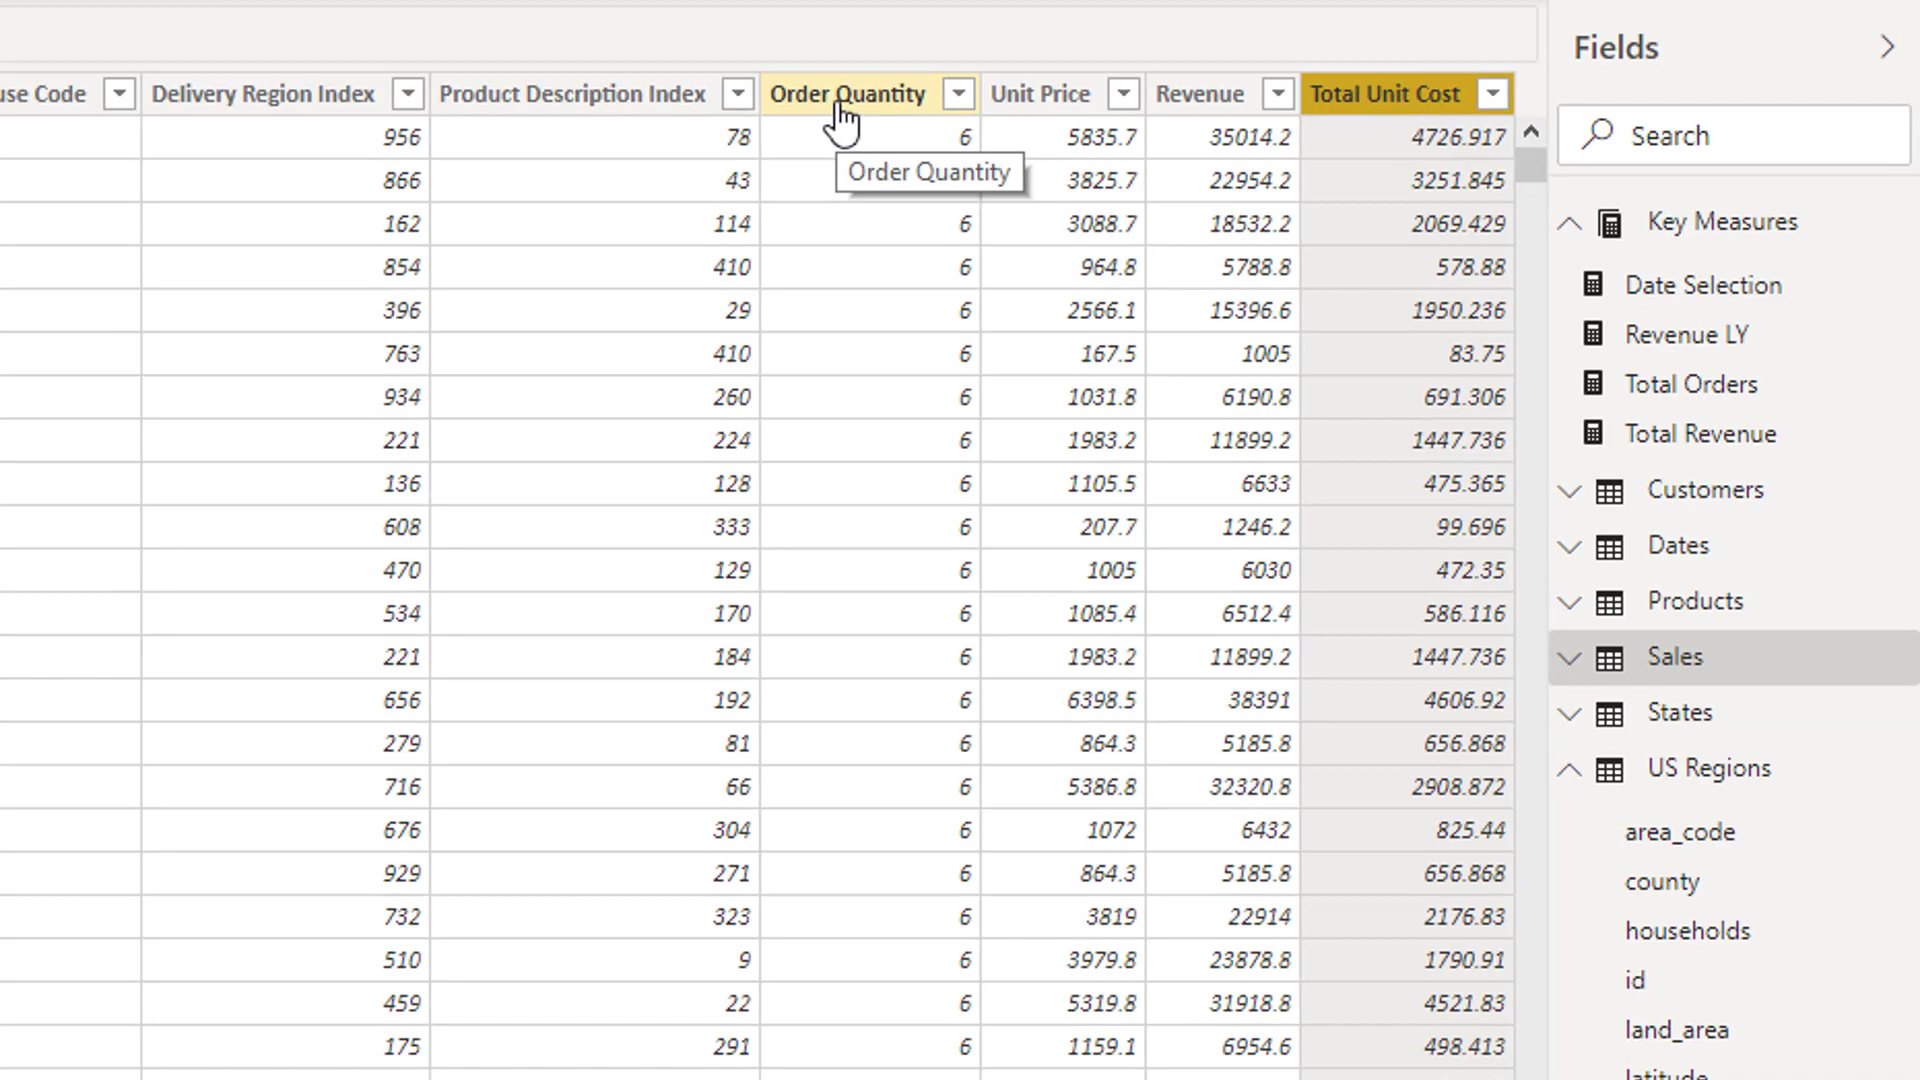 Fields
use Code Delivery Region Index Product Description Index Order Quantity Unit Price Revenue Total Unit Cost
Search
956 78 6 5835.7 35014.2 4726.917
Order Quantity
866 43 3825.7 22954.2 3251.845
162 114 6 3088.7 18532.2 2069.429
854 410 6 964.8 5788.8 578.88
396 29 6 2566.1 15396.6 1950.236
763 410 6 167.5 1005 83.75
934 260 6 1031.8 6190.8 691.306
221 224 6 1983.2 11899.2 1447.736
136 128 6 1105.5 6633 475.365
608 333 6 207.7 1246.2 99.696
470 129 6 1005 6030 472.35
534 170 6 1085.4 6512.4 586.116
221 184 6 1983.2 11899.2 1447.736
656 192 6 6398.5 38391 4606.92
279 81 6 864.3 5185.8 656.868
716 66 6 5386.8 32320.8 2908.872
676 304 6 1072 6432 825.44
929 271 6 864.3 5185.8 656.868
732 323 6 3819 22914 2176.83
510 9 6 3979.8 23878.8 1790.91
459 22 6 5319.8 31918.8 4521.83
175 291 6 1159.1 6954.6 498.413
Key Measures
Date Selection
Revenue LY
Total Orders
Total Revenue
Customers
Dates
Products
Sales
States
US Regions
area_code
county
households
id
land_area
latitude